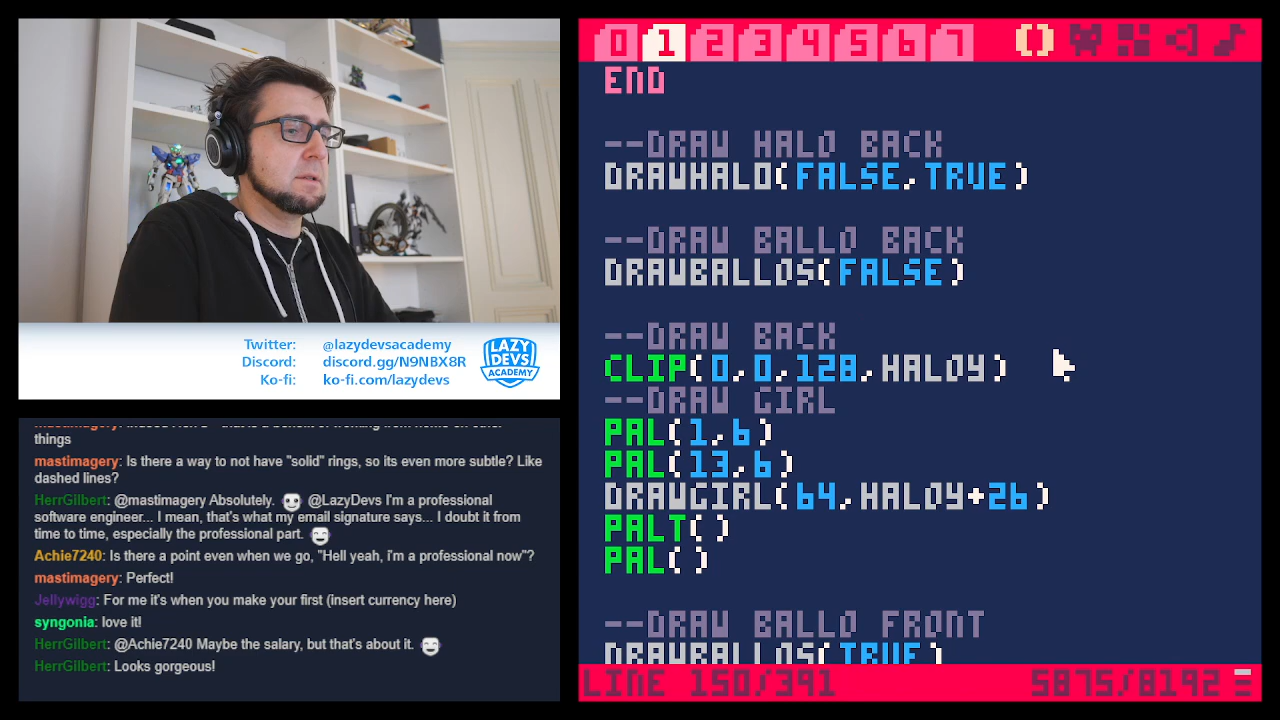 Twitter: @lazydevsacademy
Discord: discord.gg/N9NBX8R
Ko-fi: ko-fi.com/lazydevs
LAZY
DEVS
ACADEMY
things
mastimagery: Is there a way to not have "solid" rings, so its even more subtle? Like
dashed lines?
HerrGilbert: @mastimagery Absolutely. @LazyDevs I'm a professional
software engineer... I mean, that's what my email signature says... I doubt it from
time to time, especially the professional part.
Achie7240: Is there a point even when we go, "Hell yeah, i'm a professional now"?
mastimagery: Perfect!
Jellywigg: For me it's when you make your first (insert currency here)
syngonia: love it!
HerrGilbert: @Achie7240 Maybe the salary, but that's about it.
HerrGilbert: Looks gorgeous!
0 1 2 3 4 5 6 7 ()
END
--DRAW HALO BACK
DRAWHALO(FALSE,TRUE)
--DRAW BALLO BACK
DRAWBALLOS(FALSE)
--DRAW BACK
CLIP(0,0,128,HALOY)
--DRAW GIRL
PAL(1,6)
PAL(13,6)
DRAWGIRL(64,HALOY+26)
PALT()
PAL()
--DRAW BALLO FRONT
DRAWBALLOS(TRUE)
LINE 150/391 5875/8192